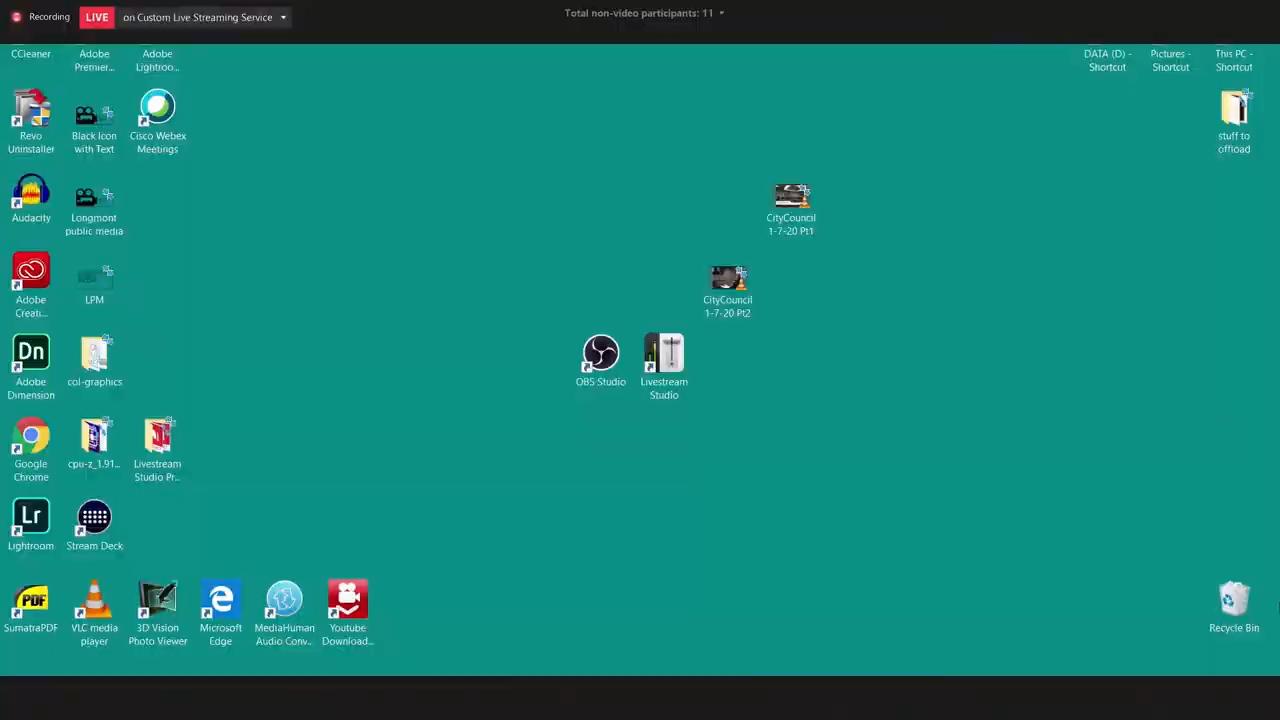 Recording
LIVE
on Custom Live Streaming Service
Total non-video participants: 11
CCleaner
Adobe
Premier...
Adobe
Lightroo...
DATA (D) -
Shortcut
Pictures -
Shortcut
This PC -
Shortcut
Revo
Uninstaller
Black Icon
with Text
Cisco Webex
Meetings
stuff to
offload
Audacity
Longmont
public media
CityCouncil
1-7-20 Pt1
Adobe
Creati...
LPM
CityCouncil
1-7-20 Pt2
Dn
Adobe
Dimension
col-graphics
OBS Studio
Livestream
Studio
Google
Chrome
cpu-z_1.91...
Livestream
Studio Pr...
Lr
Lightroom
Stream Deck
PDF
SumatraPDF
VLC media
player
3D Vision
Photo Viewer
Microsoft
Edge
MediaHuman
Audio Conv...
Youtube
Download...
Recycle Bin